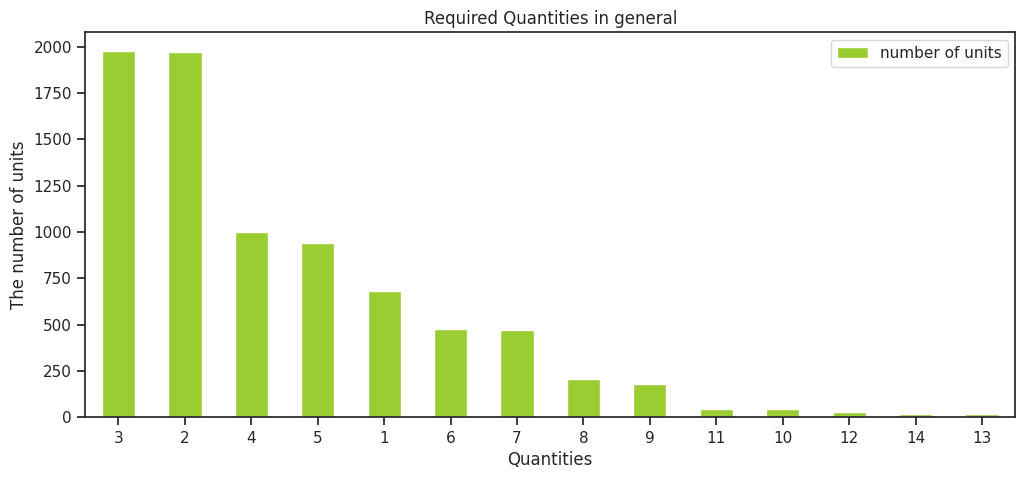 Required Quantities in general
number of units
The number of units
2000
1750
1500
1250
1000
750
500
250
0
3 2 4 5 1 6 7 8 9 11 10 12 14 13
Quantities